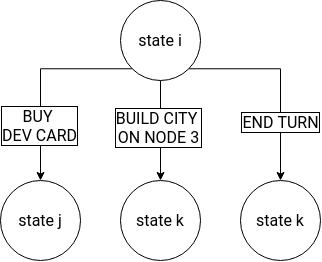 state i
BUY
DEV CARD
BUILD CITY
ON NODE 3
END TURN
state j
state k
state k